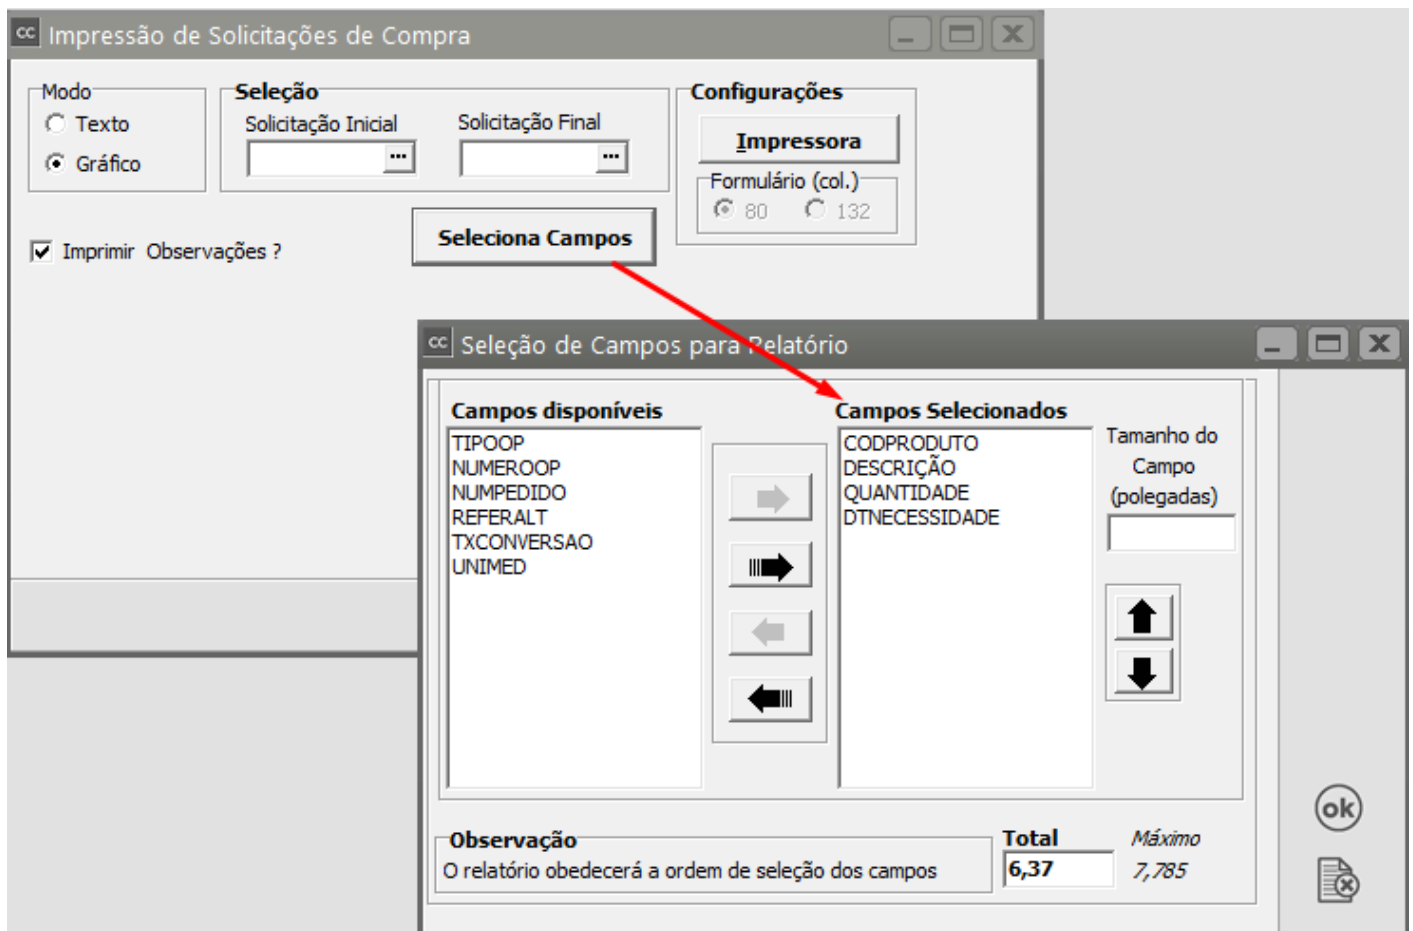 cc Impressão de Solicitações de Compra
Modo
Texto
Gráfico
Seleção
Solicitação Inicial
...
Solicitação Final
...
Configurações
Impressora
Formulário (col.)
80 132
Imprimir Observações ?
Seleciona Campos
cc Seleção de Campos para Relatório
Campos disponíveis
TIPOOP
NUMEROOP
NUMPEDIDO
REFERALT
TXCONVERSAO
UNIMED
Campos Selecionados
CODPRODUTO
DESCRIÇÃO
QUANTIDADE
DTNECESSIDADE
Tamanho do
Campo
(polegadas)
Observação
O relatório obedecerá a ordem de seleção dos campos
Total
6,37
Máximo
7,785
ok